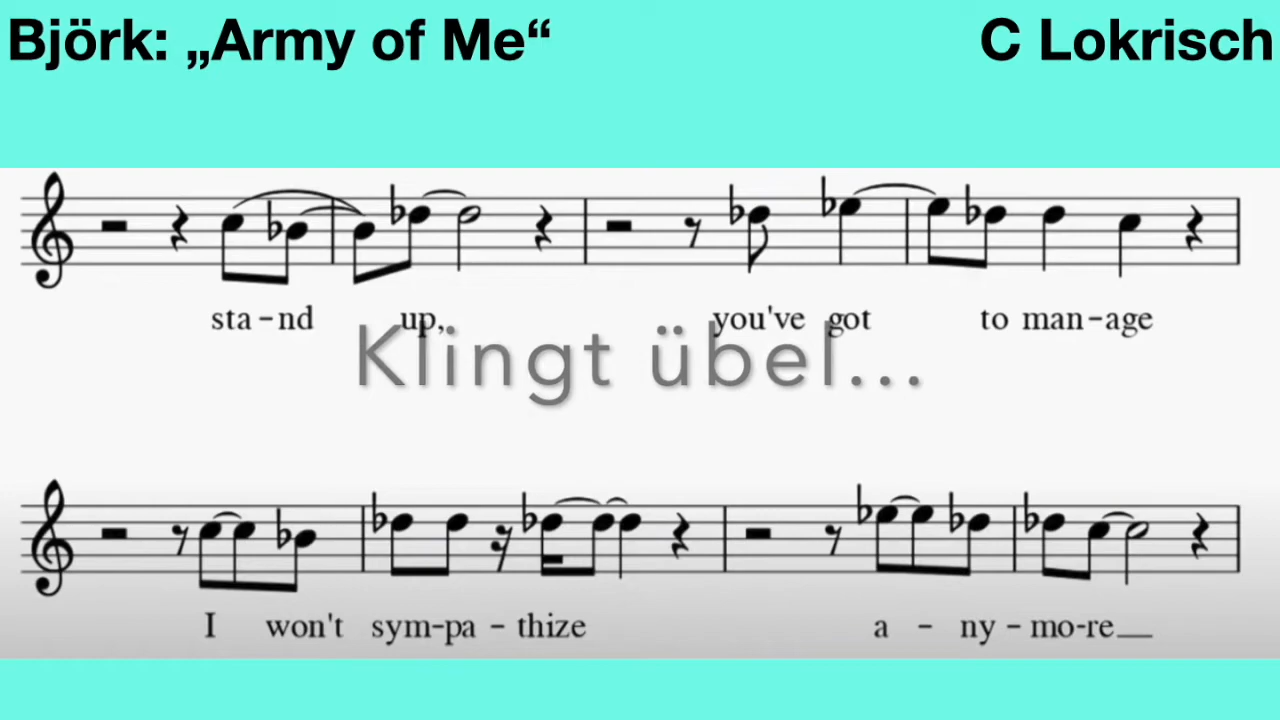 Björk: „Army of Me“ C Lokrisch
sta-nd up, you've got to man-age
Klingt übel...
I won't sym-pa - thize a - ny-mo-re__